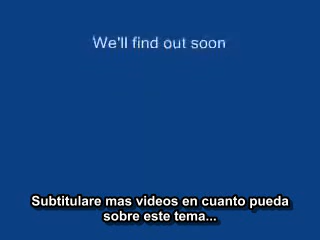 We'll find out soon
Subtitulare mas videos en cuanto pueda
sobre este tema...